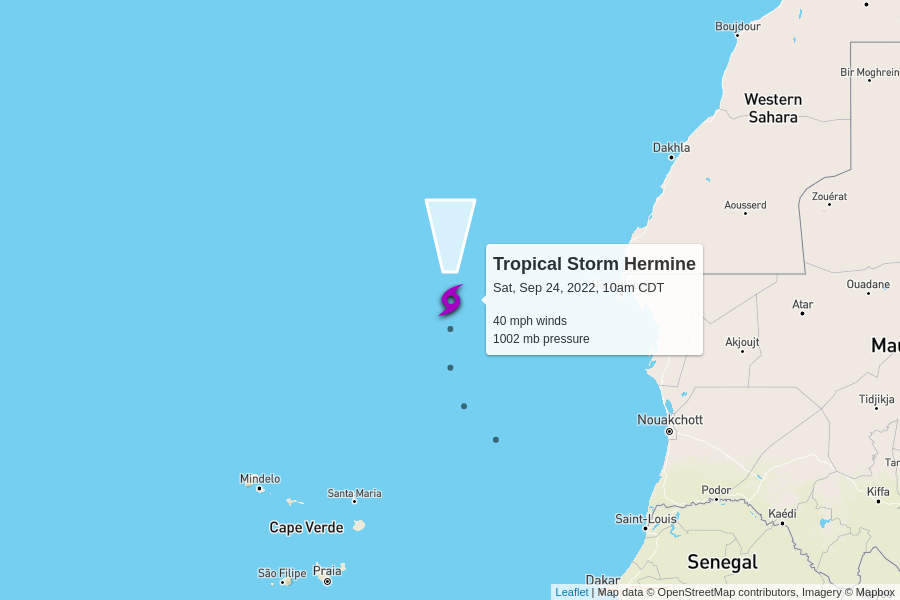 Boujdour
Bir Moghrein
Western
Sahara
Dakhla
Zouérat
Aousserd
Tropical Storm Hermine
Sat, Sep 24, 2022, 10am CDT
40 mph winds
1002 mb pressure
Ouadane
Atar
Akjoujt
Mau
Tidjikja
Nouakchott
Tar
Mindelo
Santa Maria
Podor
Kiffa
Cape Verde
Saint-Louis
Kaédi
Senegal
São Filipe
Praia
Dakar
Leaflet | Map data © OpenStreetMap contributors, Imagery © Mapbox